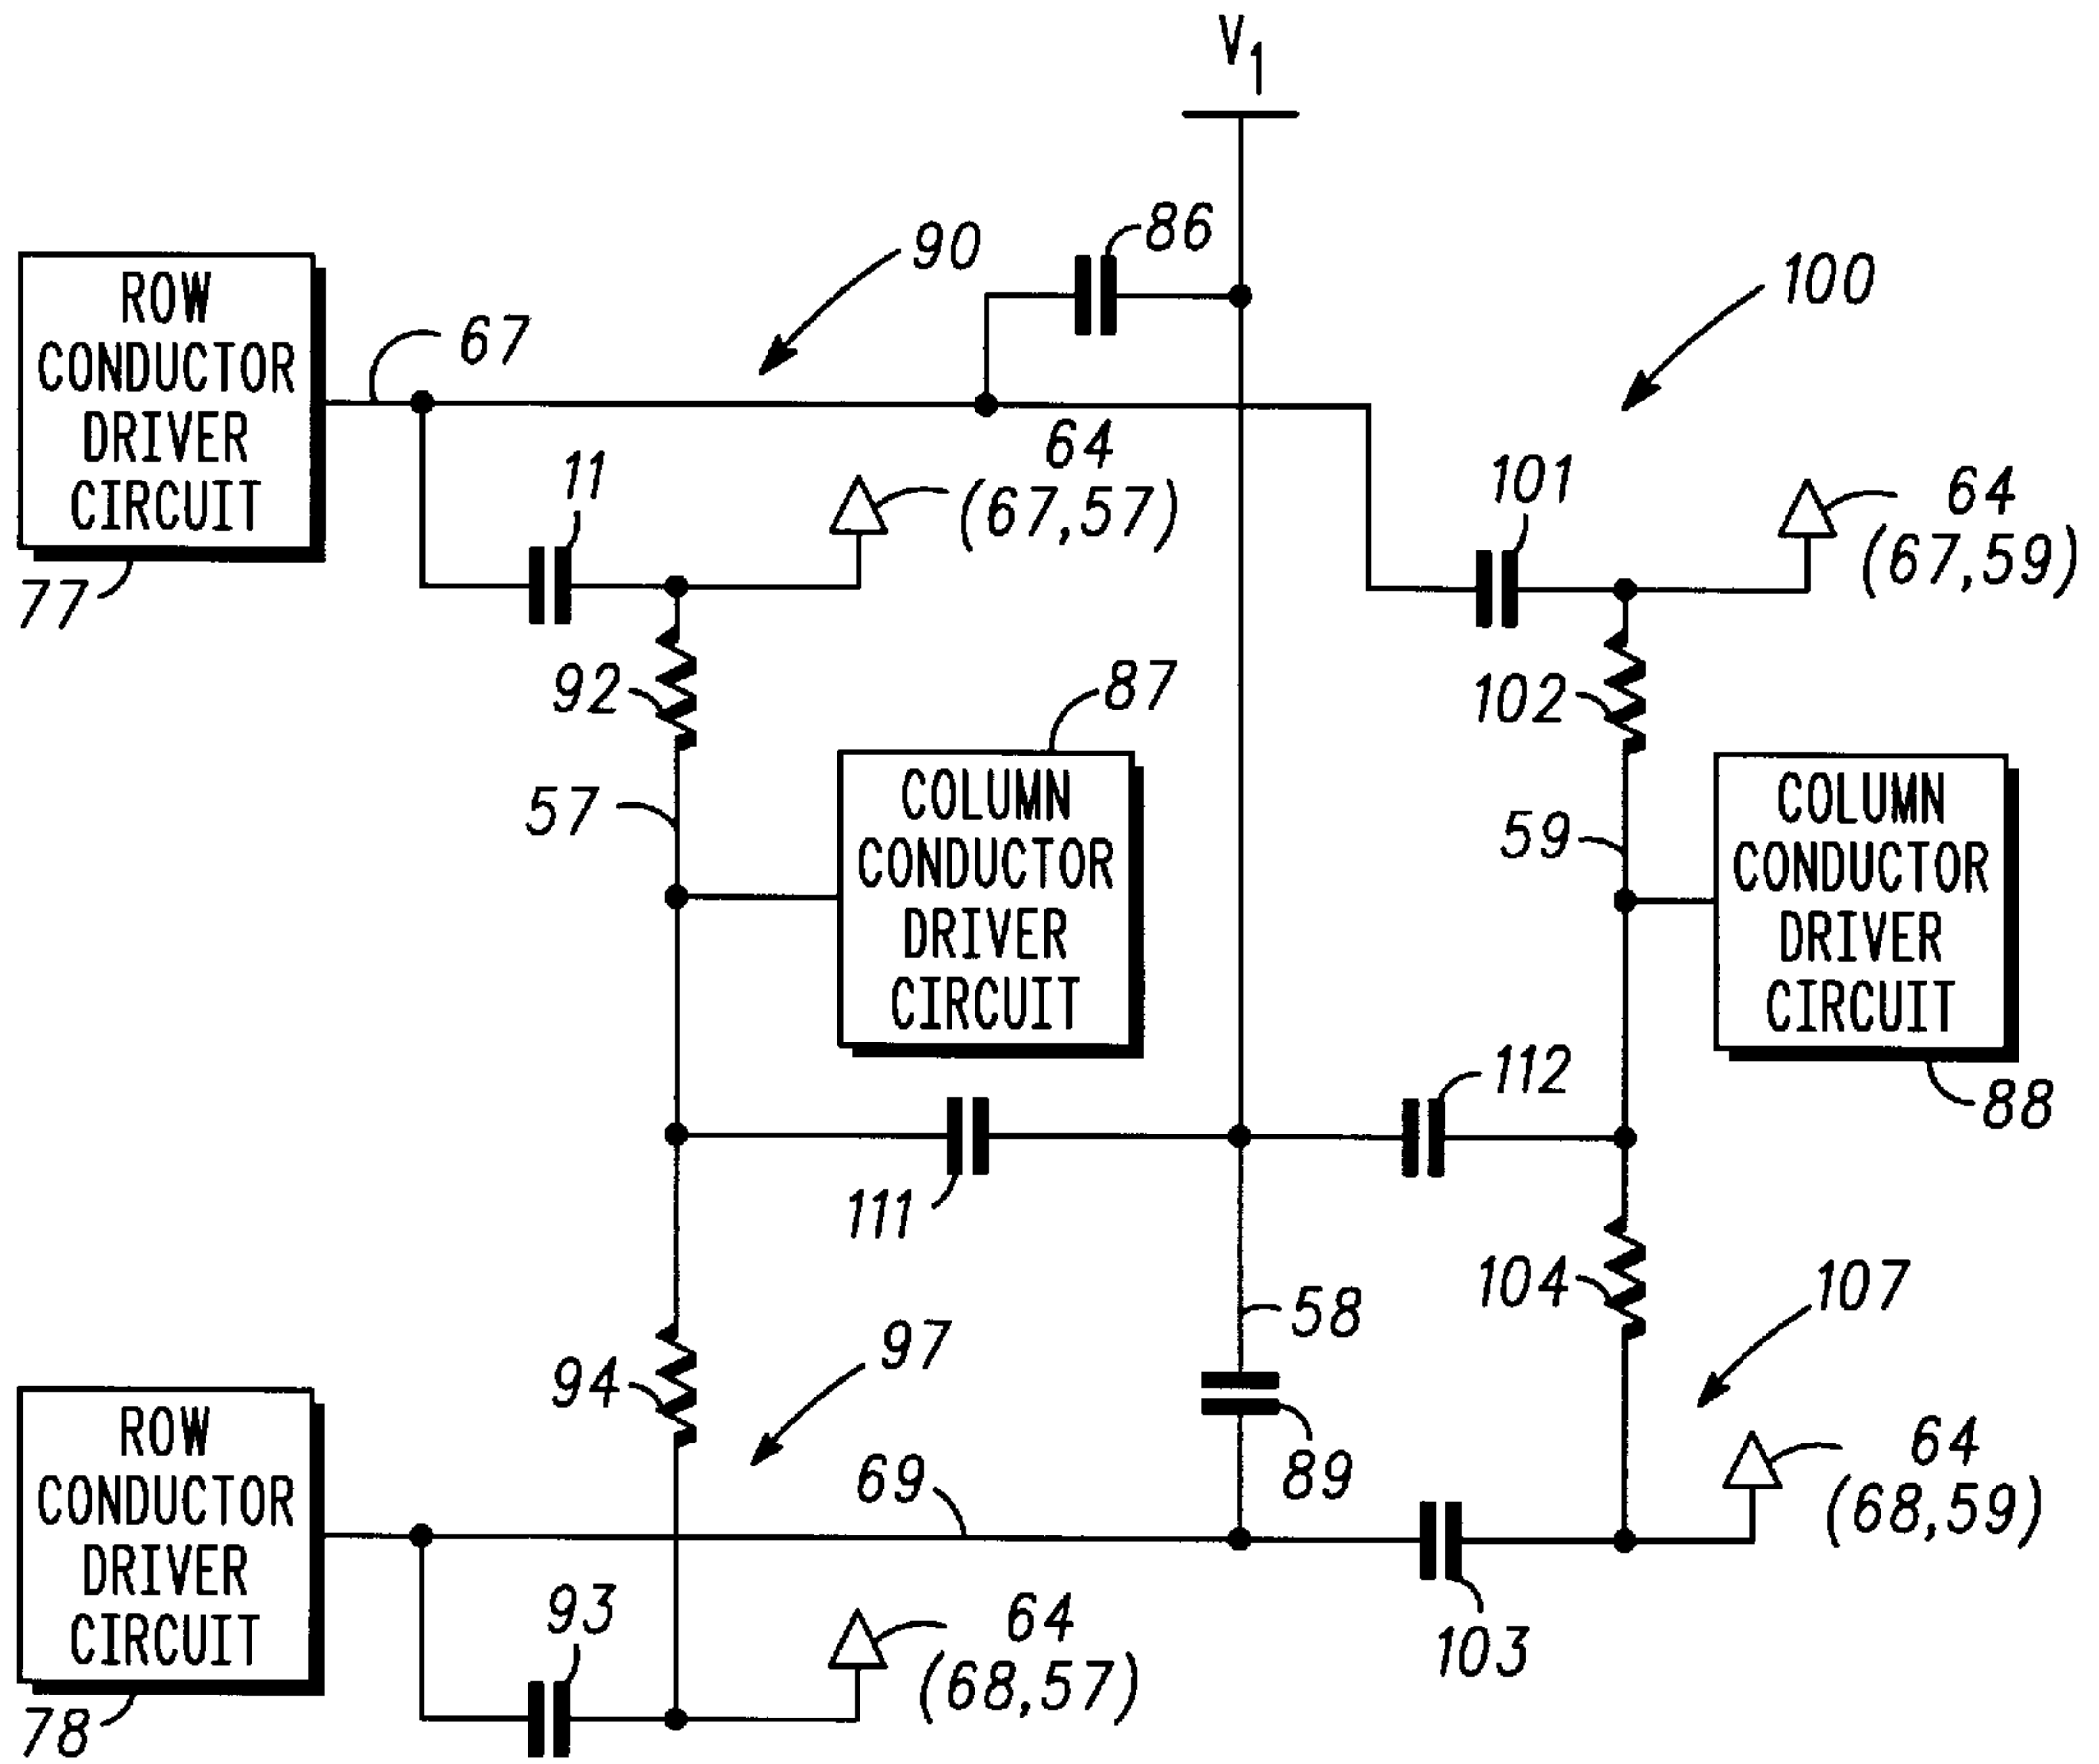 V1
86
90
100
ROW
CONDUCTOR
DRIVER
CIRCUIT
67
77
11
64
(67,57)
101
64
(67,59)
92
87
102
57
COLUMN
CONDUCTOR
DRIVER
CIRCUIT
59
COLUMN
CONDUCTOR
DRIVER
CIRCUIT
88
111
112
58
104
107
97
94
ROW
CONDUCTOR
DRIVER
CIRCUIT
78
69
89
64
(68,59)
93
64
(68,57)
103